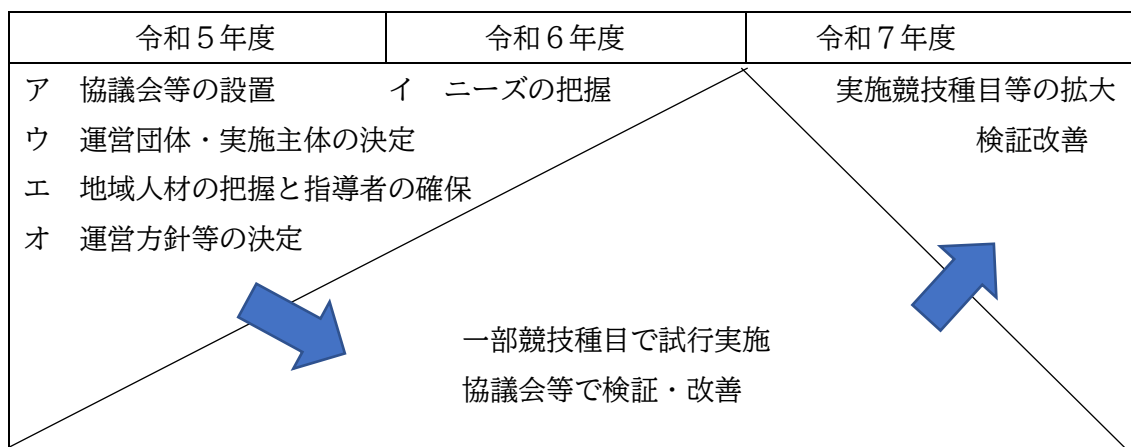 令和５年度 令和６年度 令和７年度
ア 協議会等の設置 イ ニーズの把握 実施競技種目等の拡大
ウ 運営団体・実施主体の決定 検証改善
エ 地域人材の把握と指導者の確保
オ 運営方針等の決定
一部競技種目で試行実施
協議会等で検証・改善